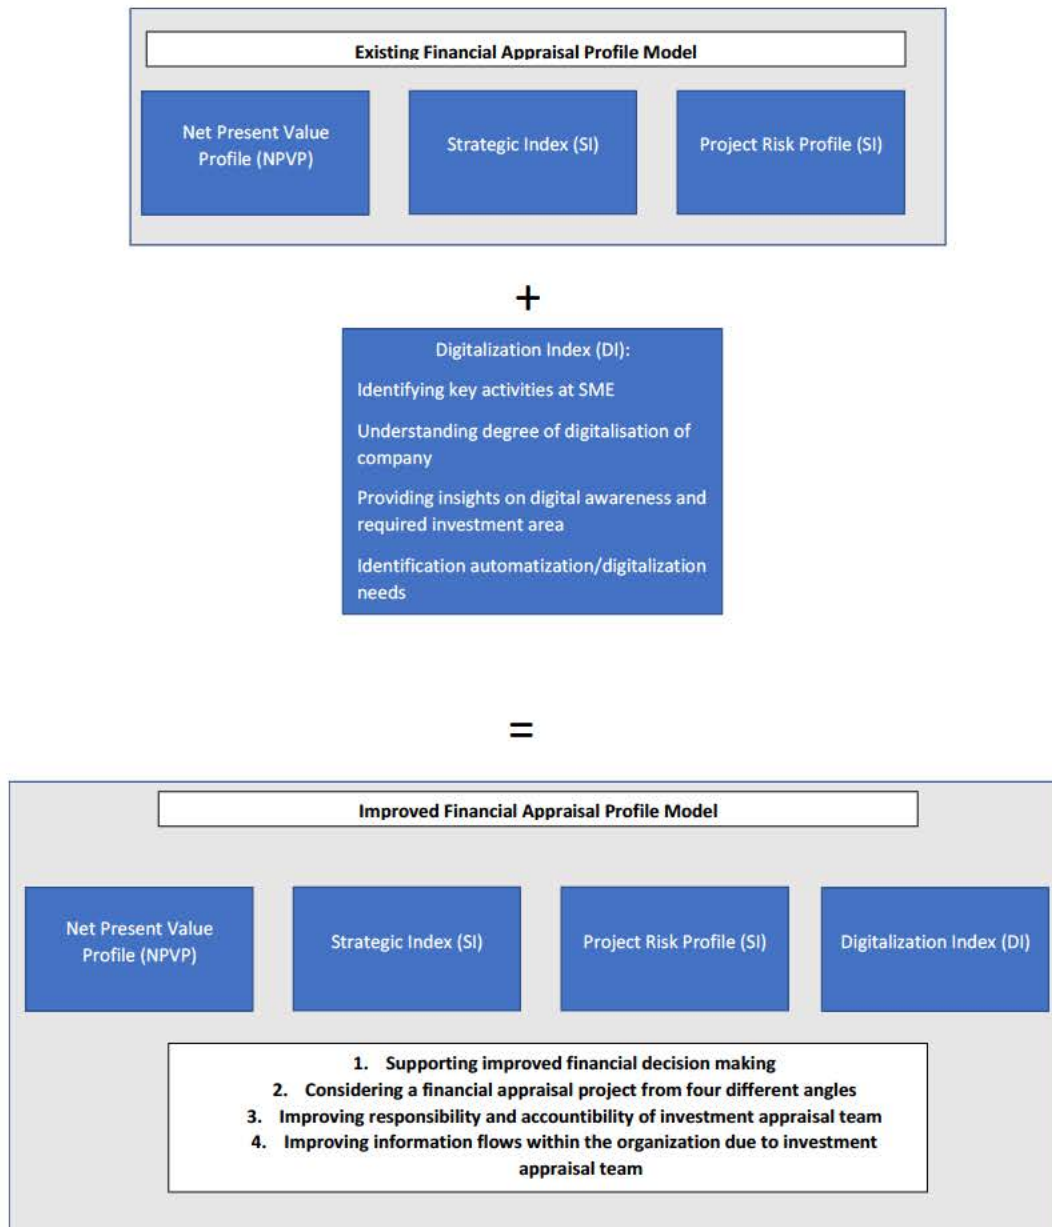 Existing Financial Appraisal Profile Model
Net Present Value
Profile (NPVP)
Strategic Index (SI)
Project Risk Profile (SI)
+
Digitalization Index (DI):
Identifying key activities at SME
Understanding degree of digitalisation of
company
Providing insights on digital awareness and
required investment area
Identification automatization/digitalization
needs
=
Improved Financial Appraisal Profile Model
Net Present Value
Profile (NPVP)
Strategic Index (SI)
Project Risk Profile (SI)
Digitalization Index (DI)
1. Supporting improved financial decision making
2. Considering a financial appraisal project from four different angles
3. Improving responsibility and accountibility of investment appraisal team
4. Improving information flows within the organization due to investment
appraisal team